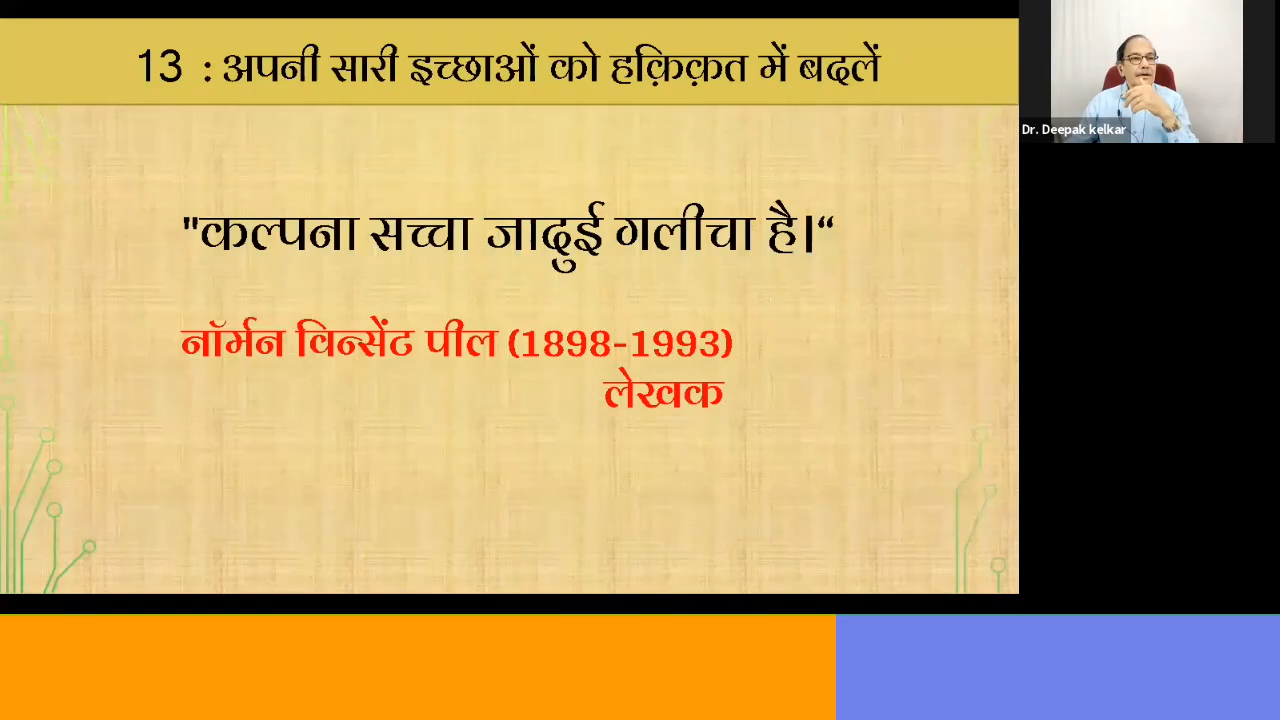 13 : अपनी सारी इच्छाओं को हक़िक़त में बदलें
"कल्पना सच्चा जादुई गलीचा है।“
नॉर्मन विन्सेंट पील (1898-1993)
लेखक
Dr. Deepak kelkar